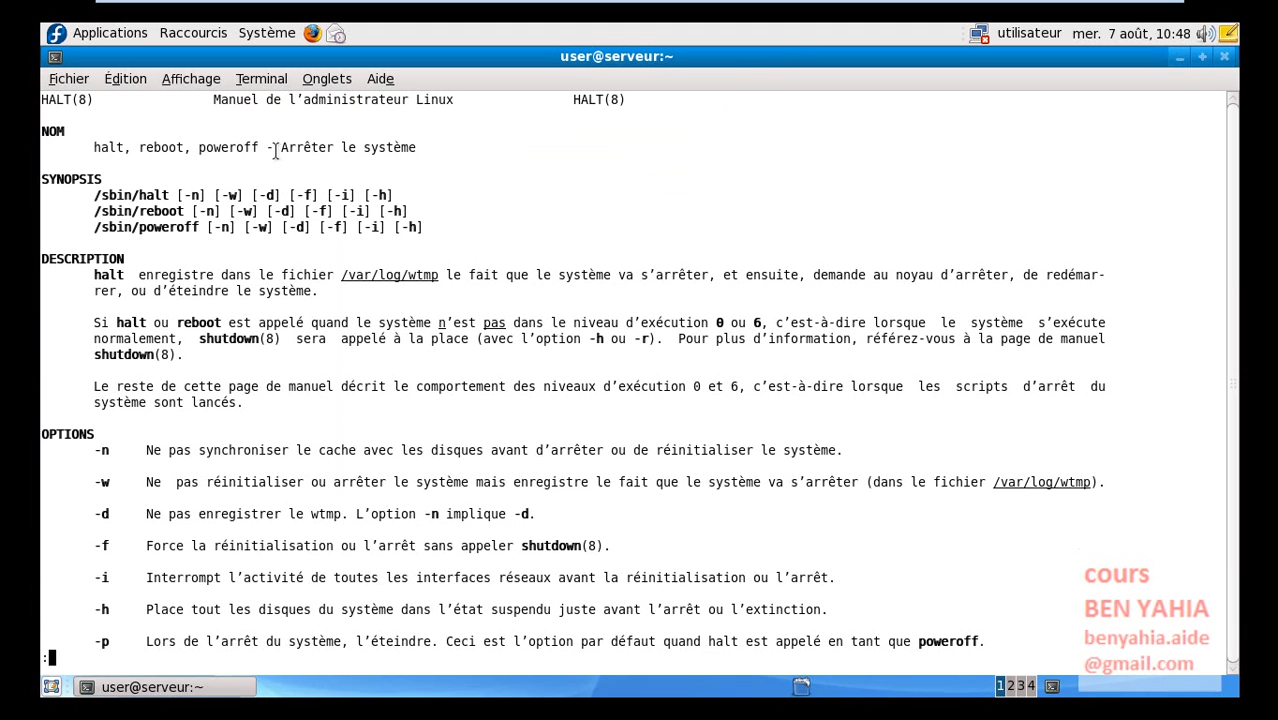 Applications Raccourcis Système utilisateur mer. 7 août, 10:48
user@serveur:~
Fichier Édition Affichage Terminal Onglets Aide
HALT(8) Manuel de l’administrateur Linux HALT(8)
NOM
halt, reboot, poweroff - Arrêter le système
SYNOPSIS
/sbin/halt [-n] [-w] [-d] [-f] [-i] [-h]
/sbin/reboot [-n] [-w] [-d] [-f] [-i] [-h]
/sbin/poweroff [-n] [-w] [-d] [-f] [-i] [-h]
DESCRIPTION
halt enregistre dans le fichier /var/log/wtmp le fait que le système va s’arrêter, et ensuite, demande au noyau d’arrêter, de redémar-
rer, ou d’éteindre le système.
Si halt ou reboot est appelé quand le système n’est pas dans le niveau d’exécution 0 ou 6, c’est-à-dire lorsque le système s’exécute
normalement, shutdown(8) sera appelé à la place (avec l’option -h ou -r). Pour plus d’information, référez-vous à la page de manuel
shutdown(8).
Le reste de cette page de manuel décrit le comportement des niveaux d’exécution 0 et 6, c’est-à-dire lorsque les scripts d’arrêt du
système sont lancés.
OPTIONS
-n Ne pas synchroniser le cache avec les disques avant d’arrêter ou de réinitialiser le système.
-w Ne pas réinitialiser ou arrêter le système mais enregistre le fait que le système va s’arrêter (dans le fichier /var/log/wtmp).
-d Ne pas enregistrer le wtmp. L’option -n implique -d.
-f Force la réinitialisation ou l’arrêt sans appeler shutdown(8).
-i Interrompt l’activité de toutes les interfaces réseaux avant la réinitialisation ou l’arrêt.
-h Place tout les disques du système dans l’état suspendu juste avant l’arrêt ou l’extinction.
-p Lors de l’arrêt du système, l’éteindre. Ceci est l’option par défaut quand halt est appelé en tant que poweroff.
:
cours
BEN YAHIA
benyahia.aide
@gmail.com
user@serveur:~ 1 2 3 4